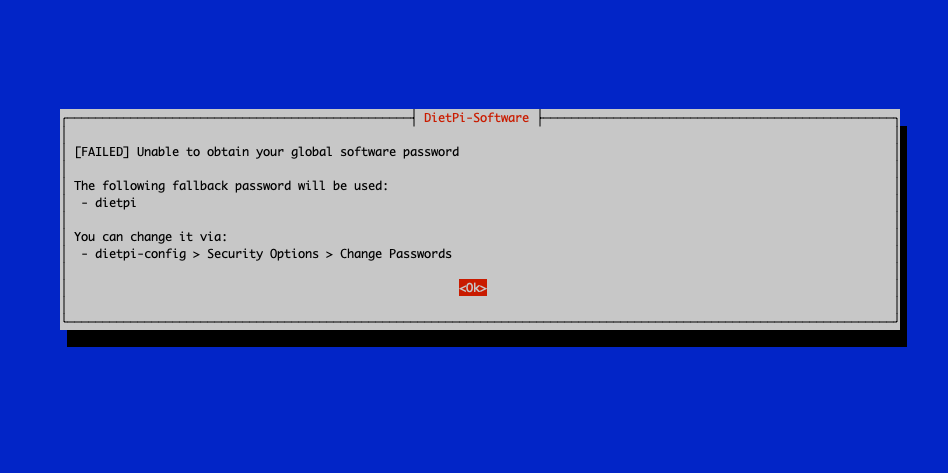 DietPi-Software
[FAILED] Unable to obtain your global software password
The following fallback password will be used:
- dietpi
You can change it via:
- dietpi-config > Security Options > Change Passwords
<Ok>